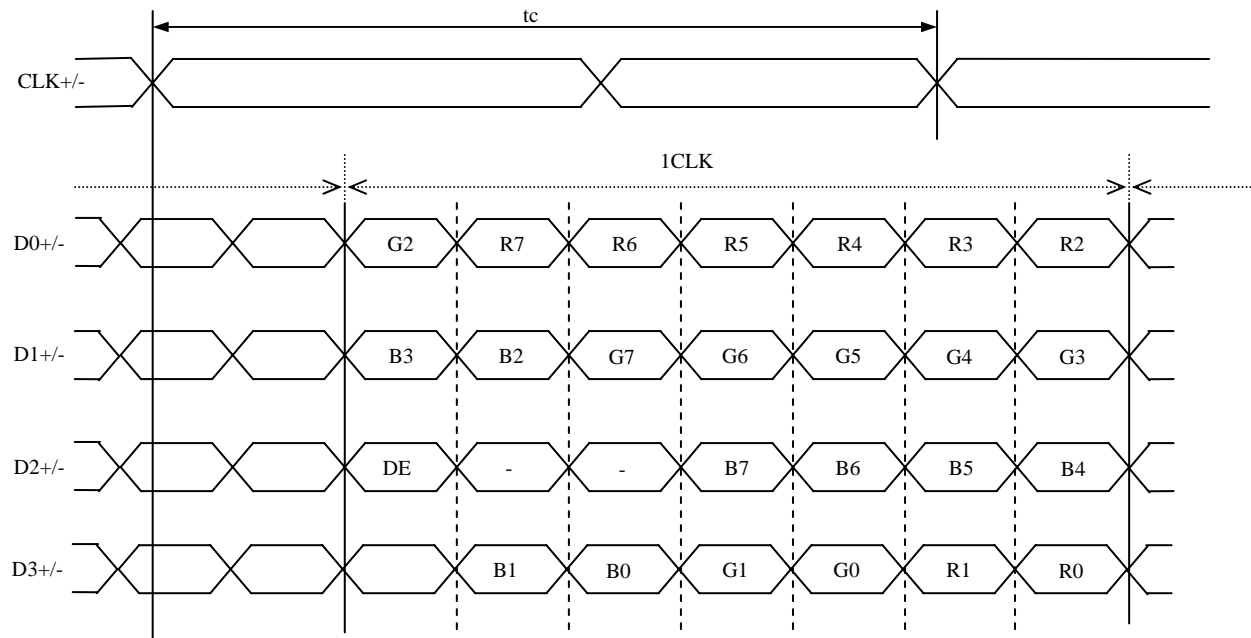 tc
CLK+/-
1CLK
D0+/- G2 R7 R6 R5 R4 R3 R2
D1+/- B3 B2 G7 G6 G5 G4 G3
D2+/- DE - - B7 B6 B5 B4
D3+/- B1 B0 G1 G0 R1 R0